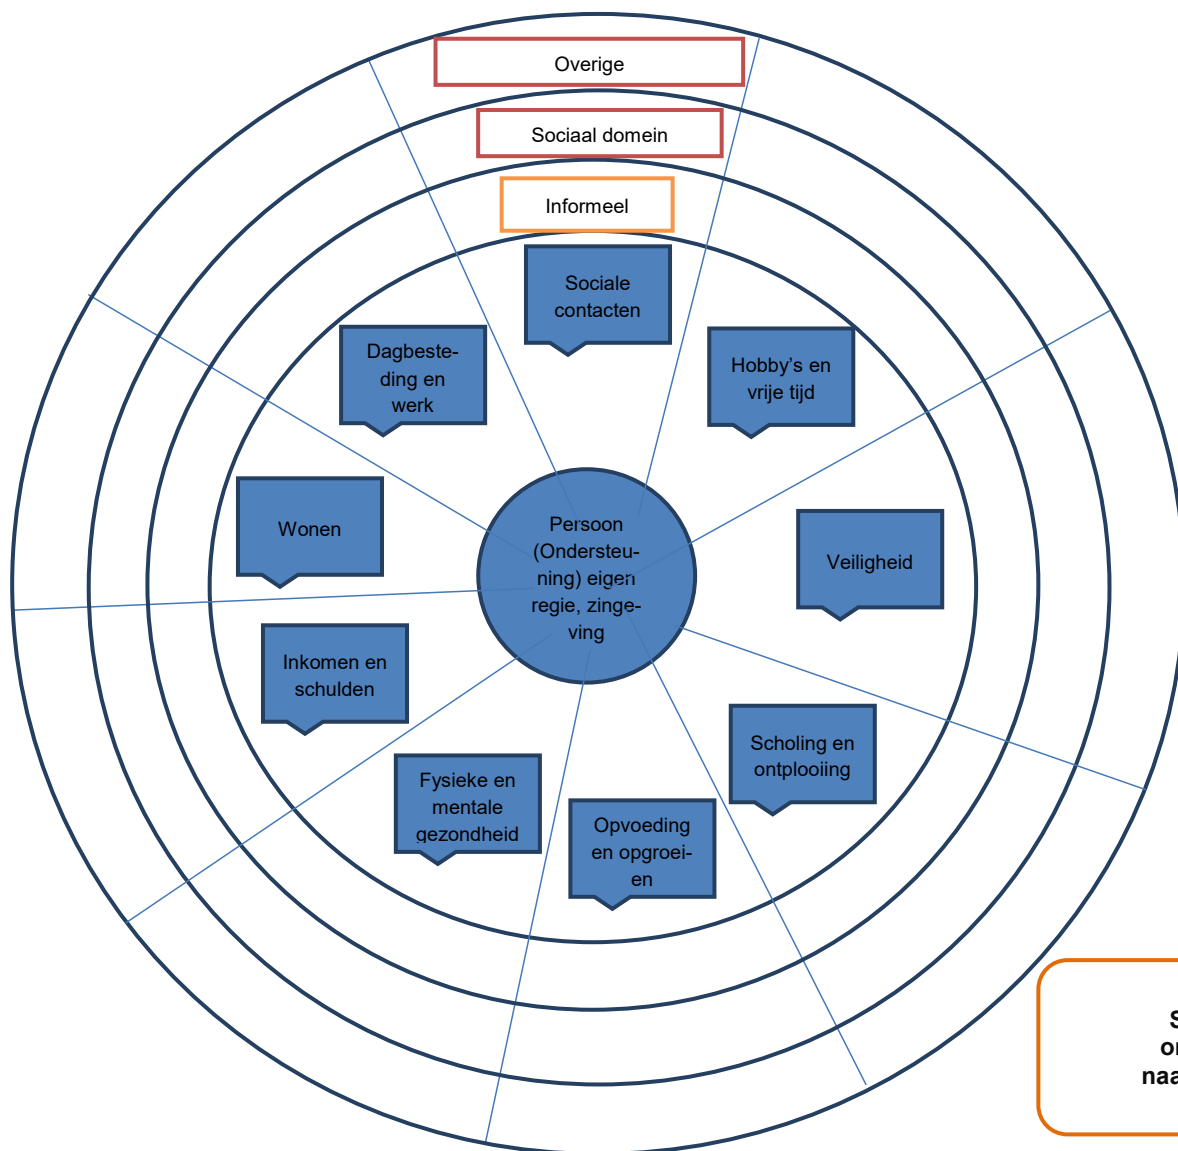 Overige
Sociaal domein
Informeel
Sociale
contacten
Dagbeste-
ding en
werk
Hobby's en
vrije tijd
Wonen
Persoon
(Ondersteu-
ning) eigen
regie, zinge-
ving
Veiligheid
Inkomen en
schulden
Scholing en
ontplooiing
Fysieke en
mentale
gezondheid
Opvoeding
en opgroei-
en